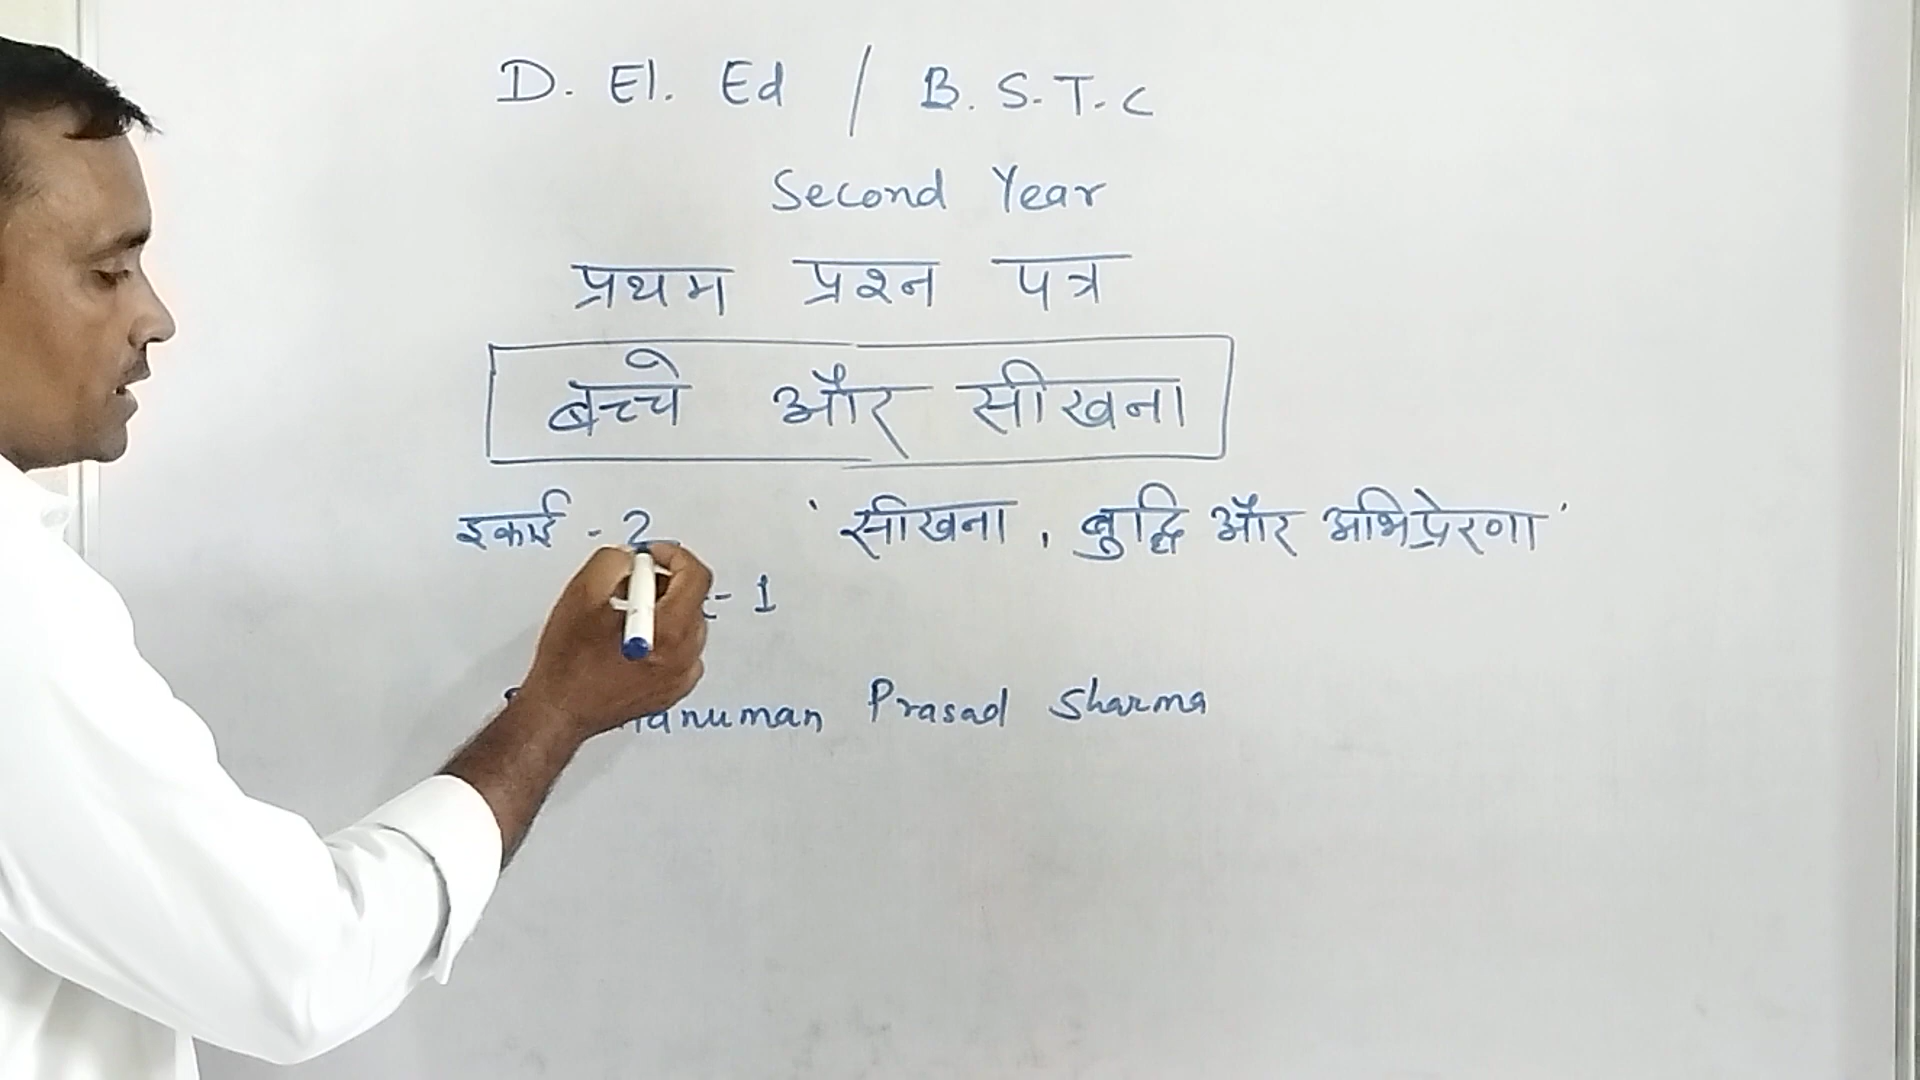 D. El. Ed / B. S. T. C
Second Year
प्रथम प्रश्न पत्र
बच्चे और सीखना
इकाई - 2 'सीखना, बुद्धि और अभिप्रेरणा'
- 1
Prasad Sharma